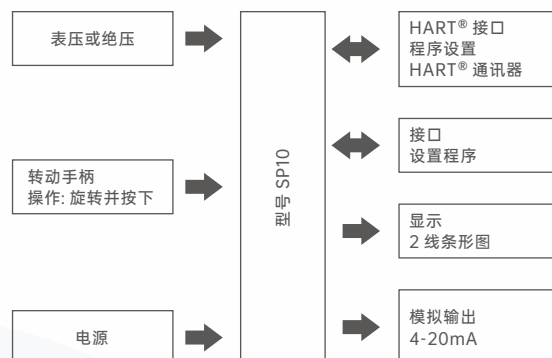 表压或绝压
转动手柄
操作: 旋转并按下
电源
型号 SP10
HART® 接口
程序设置
HART® 通讯器
接口
设置程序
显示
2 线条形图
模拟输出
4-20mA